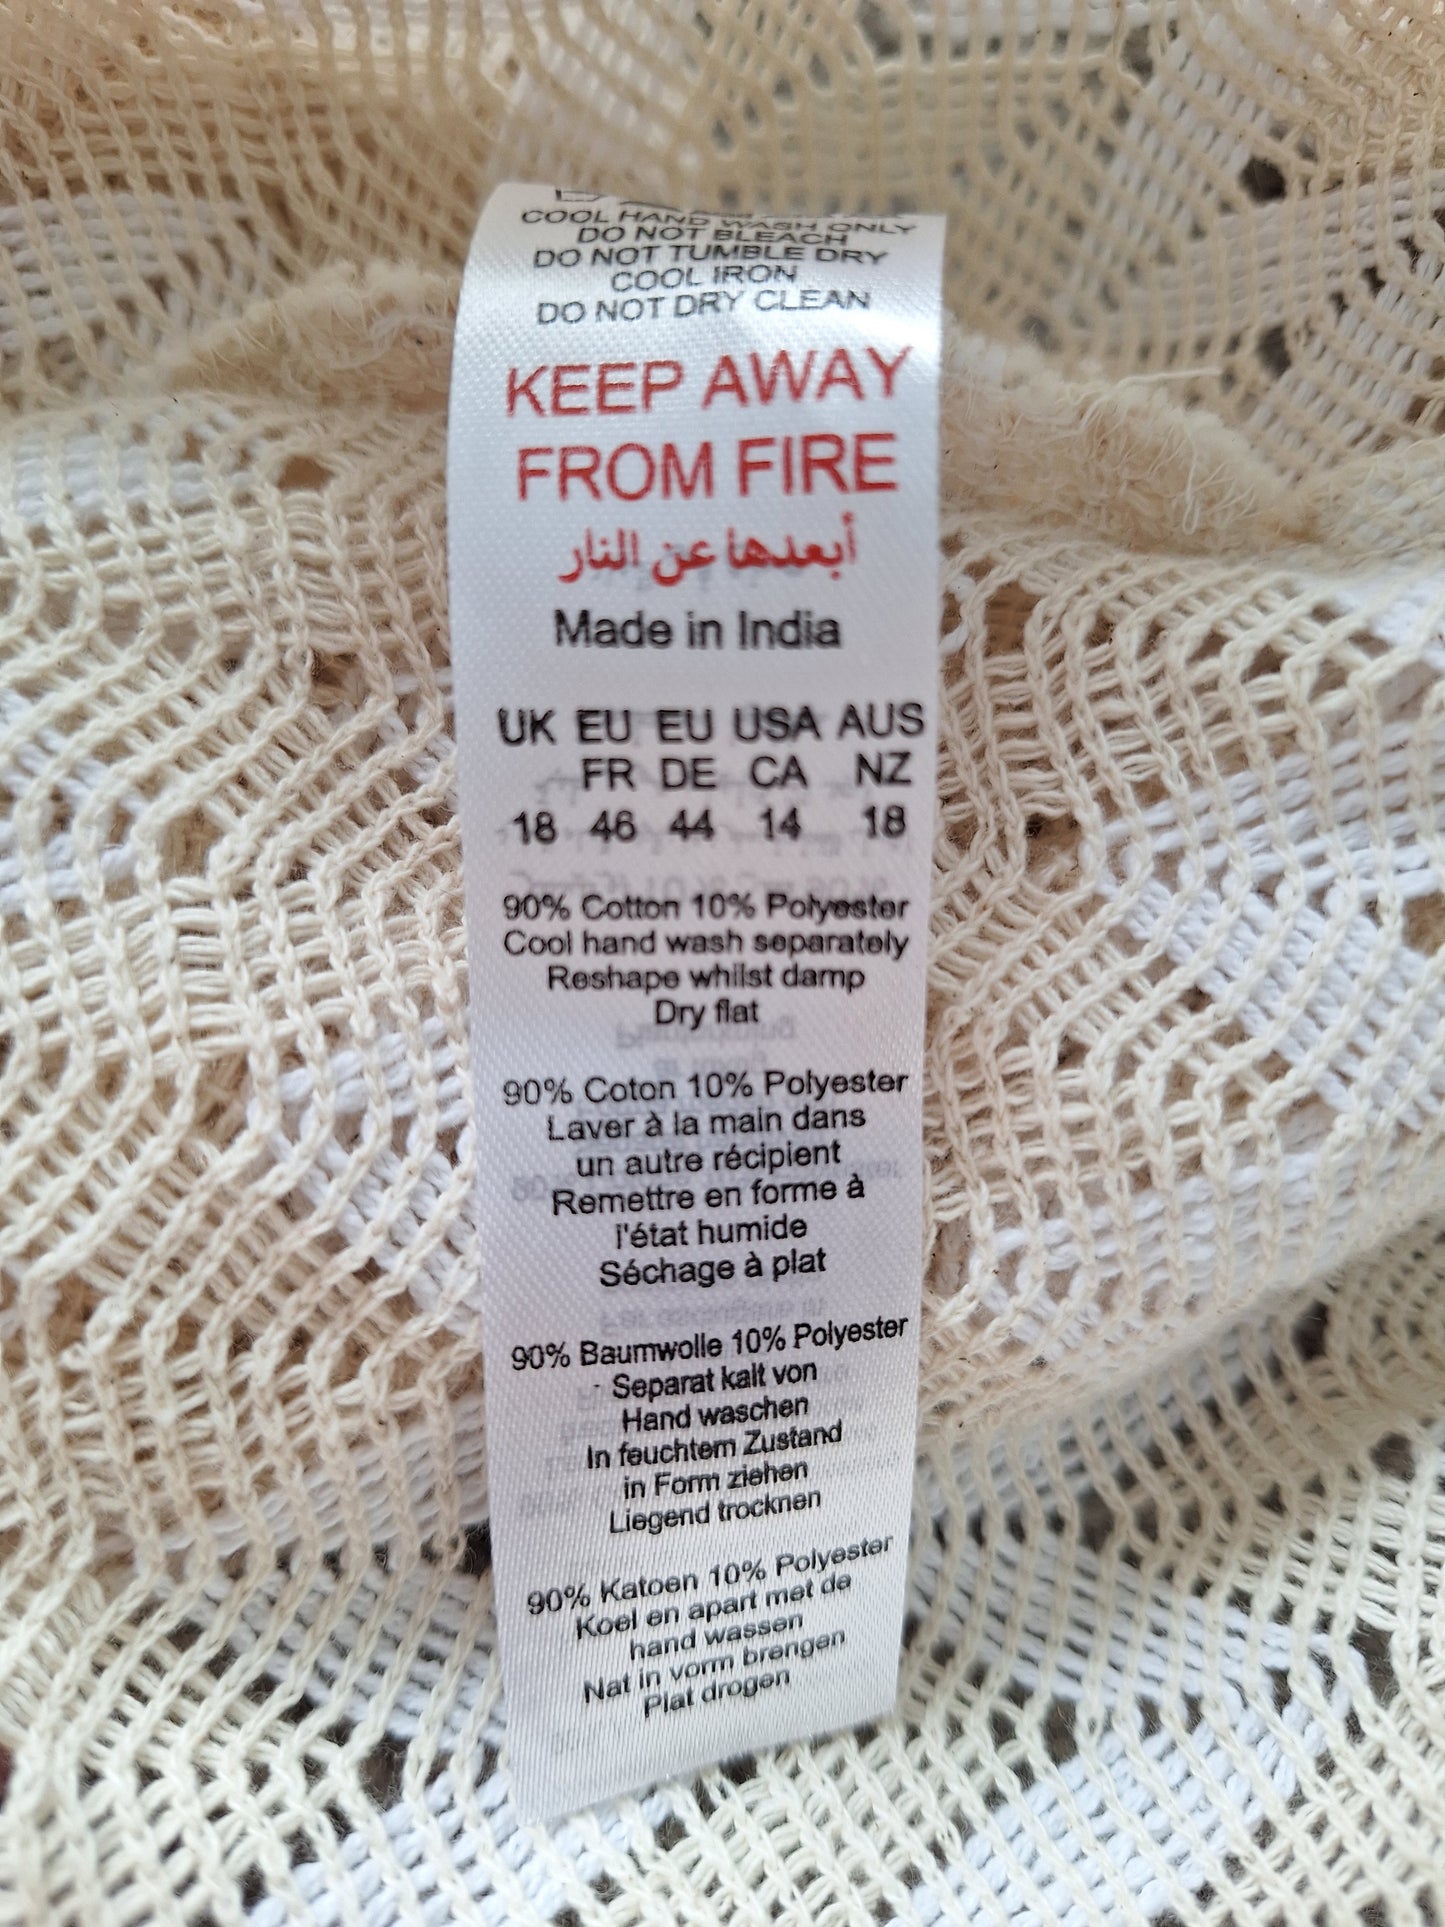 COOL HAND WASH ONLY
DO NOT BLEACH
DO NOT TUMBLE DRY
COOL IRON
DO NOT DRY CLEAN
KEEP AWAY
FROM FIRE
أبعدها عن النار
Made in India
UK EU EU USA AUS
FR DE CA NZ
18 46 44 14 18
90% Cotton 10% Polyester
Cool hand wash separately
Reshape whilst damp
Dry flat
90% Coton 10% Polyester
Laver à la main dans
un autre récipient
Remettre en forme à
l'état humide
Séchage à plat
90% Baumwolle 10% Polyester
Separat kalt von
Hand waschen
In feuchtem Zustand
in Form ziehen
Liegend trocknen
90% Katoen 10% Polyester
Koel en apart met de
hand wassen
Nat in vorm brengen
Plat drogen